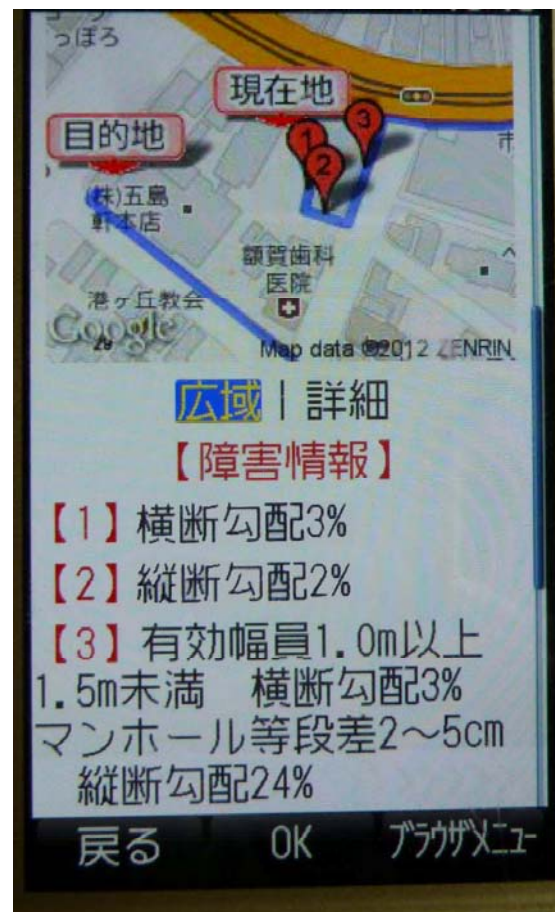 っぽろ
現在地
3
1
2
目的地
市
(株)五島
軒本店
額賀歯科
医院
港ヶ丘教会
Google
Map data ©2012 ZENRIN
広域 | 詳細
【障害情報】
【1】横断勾配3%
【2】縦断勾配2%
【3】有効幅員1.0m以上
1.5m未満 横断勾配3%
マンホール等段差2〜5cm
縦断勾配24%
戻る OK ブラウザメニュー